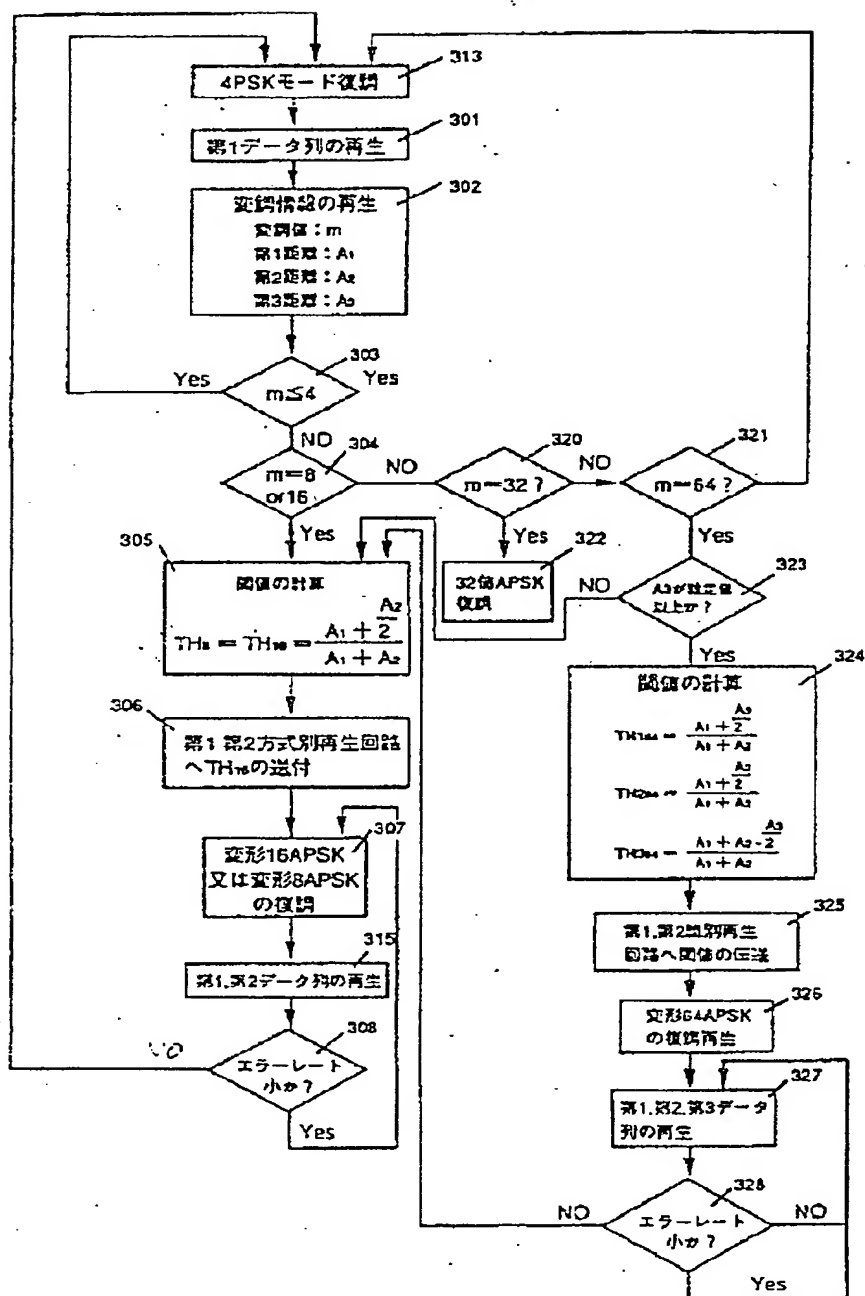 313
4PSKモード復調
301
第1データ列の再生
302
変調情報の再生
変調値：m
第1距離：A1
第2距離：A2
第3距離：A3
303
Yes
m≦4
Yes
NO
304
m=8
or16
NO
320
m=32？
NO
321
m=64？
Yes
Yes
Yes
305
閾値の計算
TH8 = TH16 = (A1 + A2/2) / (A1 + A2)
322
32値APSK
復調
NO
323
A3が設定値
以上か？
Yes
324
閾値の計算
306
第1 第2方式別再生回路
へTH16の送付
307
変形16APSK
又は変形8APSK
の復調
325
回路へ閾値の伝送
315
第1,第2データ列の再生
326
変形64APSK
の復調再生
308
NO
エラーレート
小か？
Yes
327
第1,第2,第3データ
列の再生
328
NO
エラーレート
小か？
NO
Yes